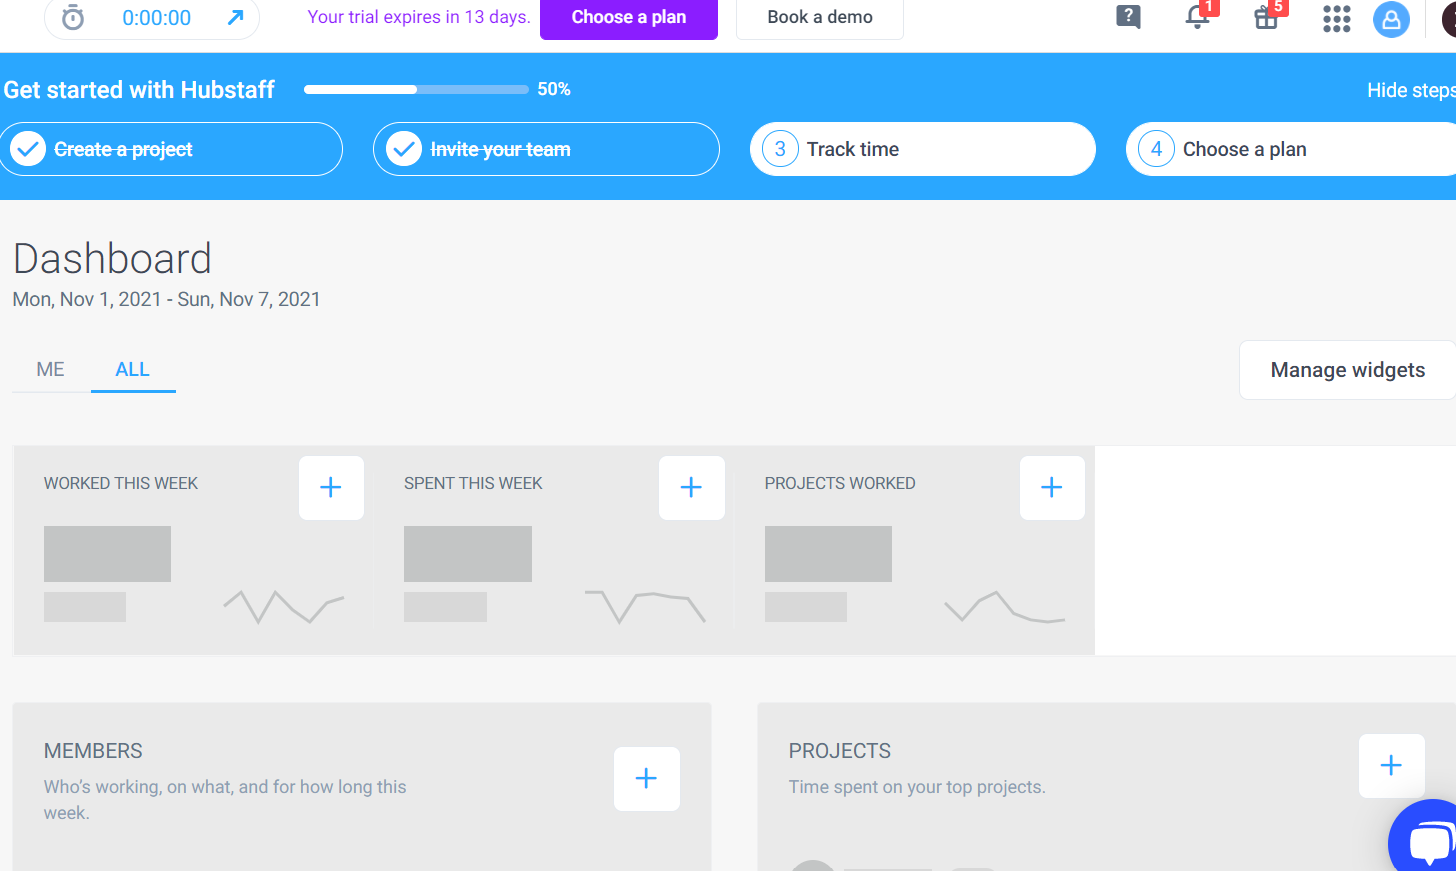 0:00:00 Your trial expires in 13 days. Choose a plan Book a demo ? 1 5
Get started with Hubstaff 50% Hide steps
Create a project Invite your team 3 Track time 4 Choose a plan
Dashboard
Mon, Nov 1, 2021 - Sun, Nov 7, 2021
ME ALL Manage widgets
WORKED THIS WEEK SPENT THIS WEEK PROJECTS WORKED
MEMBERS
Who's working, on what, and for how long this
week.
PROJECTS
Time spent on your top projects.